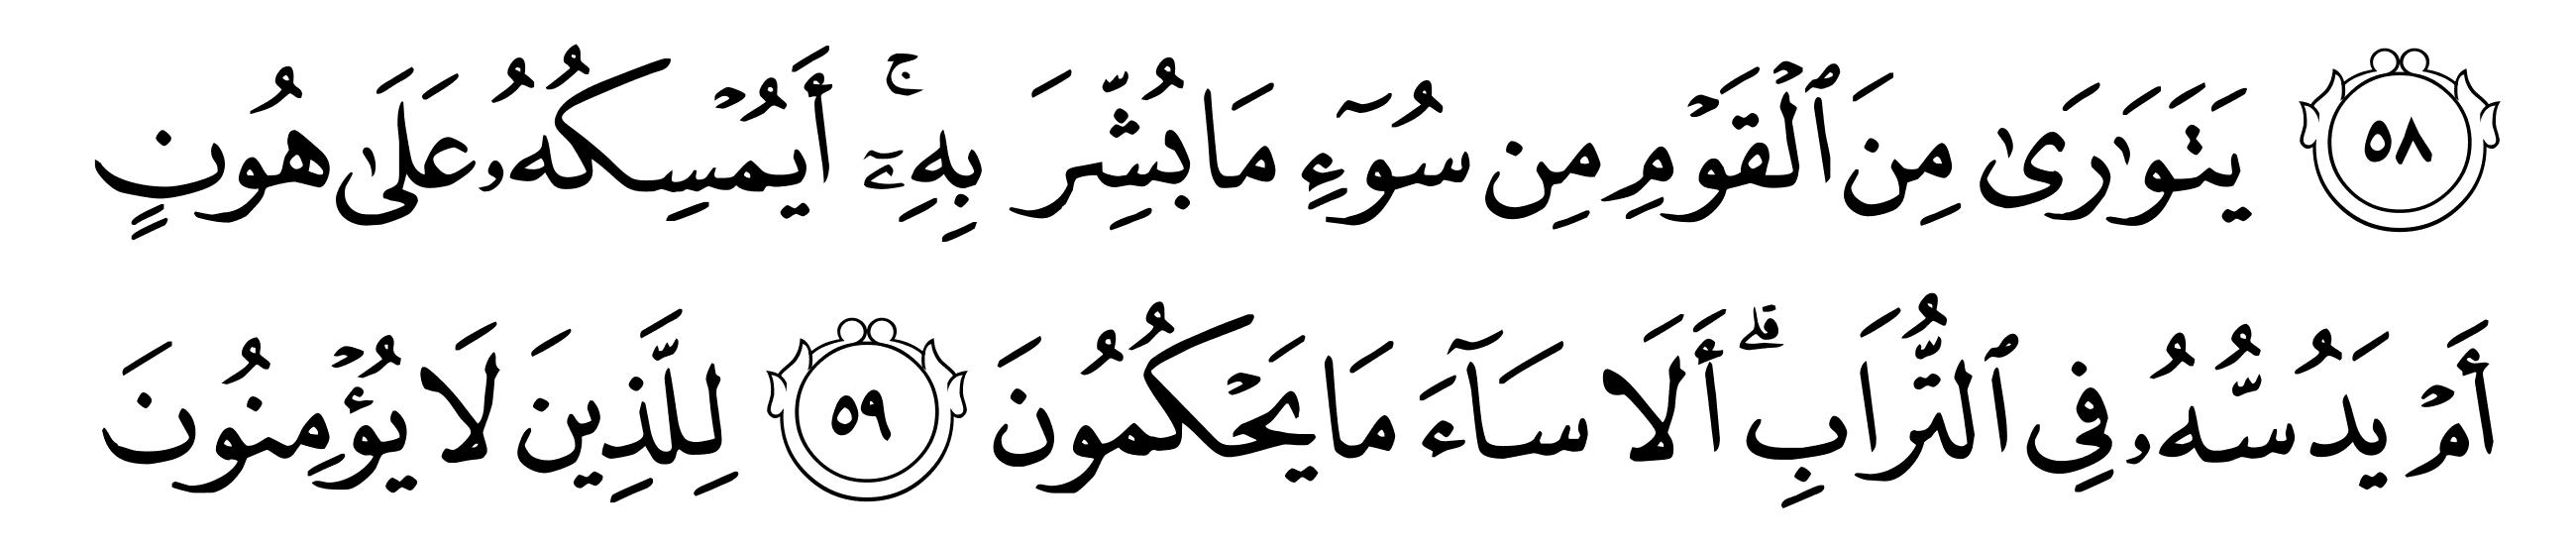 ٥٨ يَتَوَٰرَىٰ مِنَ ٱلْقَوْمِ مِن سُوٓءِ مَا بُشِّرَ بِهِۦٓ ۚ أَيُمْسِكُهُۥ عَلَىٰ هُونٍ
أَمْ يَدُسُّهُۥ فِى ٱلتُّرَابِ ۗ أَلَا سَآءَ مَا يَحْكُمُونَ ٥٩ لِلَّذِينَ لَا يُؤْمِنُونَ